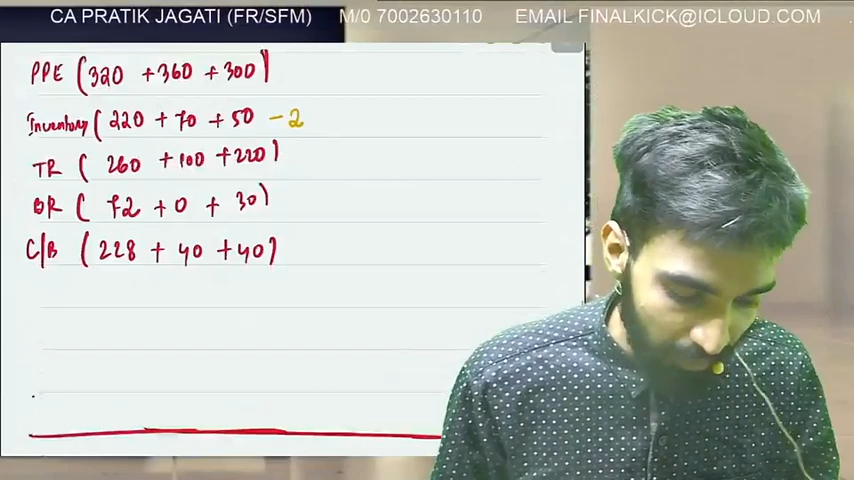 CA PRATIK JAGATI (FR/SFM) M/0 7002630110 EMAIL FINALKICK@ICLOUD.COM
PPE (320 +360 +300)
Inventory (220 + 70 + 50 - 2
TR ( 260 +100 +220)
BR ( 72 + 0 + 30)
C/B (228 + 40 +40)